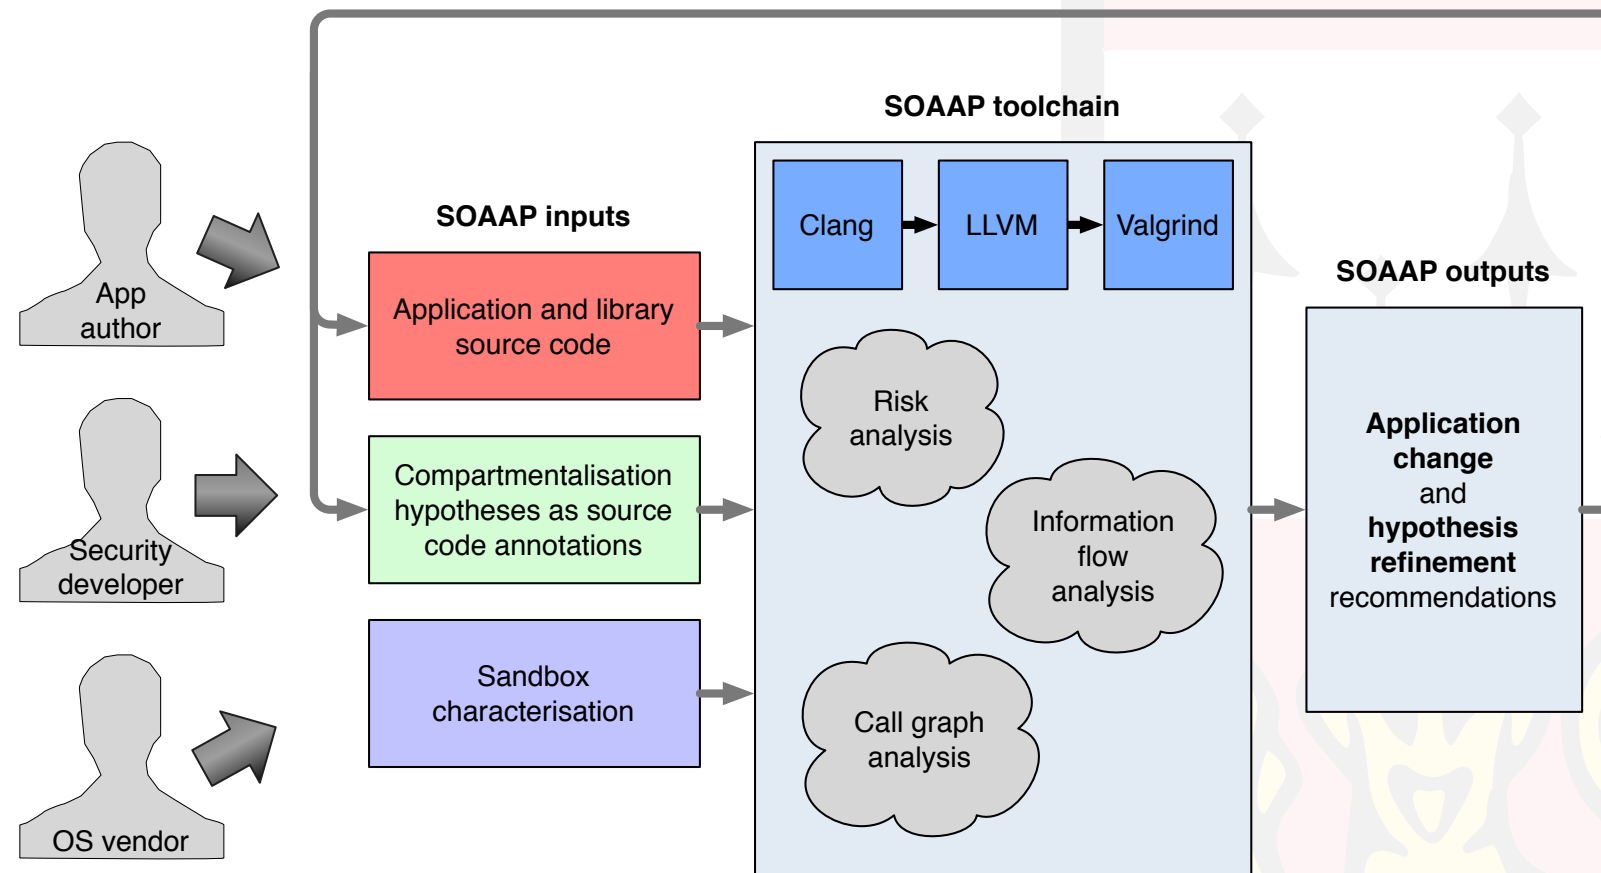 SOAAP toolchain
Clang
LLVM
Valgrind
SOAAP inputs
App
author
Application and library
source code
Risk
analysis
SOAAP outputs
Security
developer
Compartmentalisation
hypotheses as source
code annotations
Information
flow
analysis
Application
change
and
hypothesis
refinement
recommendations
Sandbox
characterisation
Call graph
analysis
OS vendor